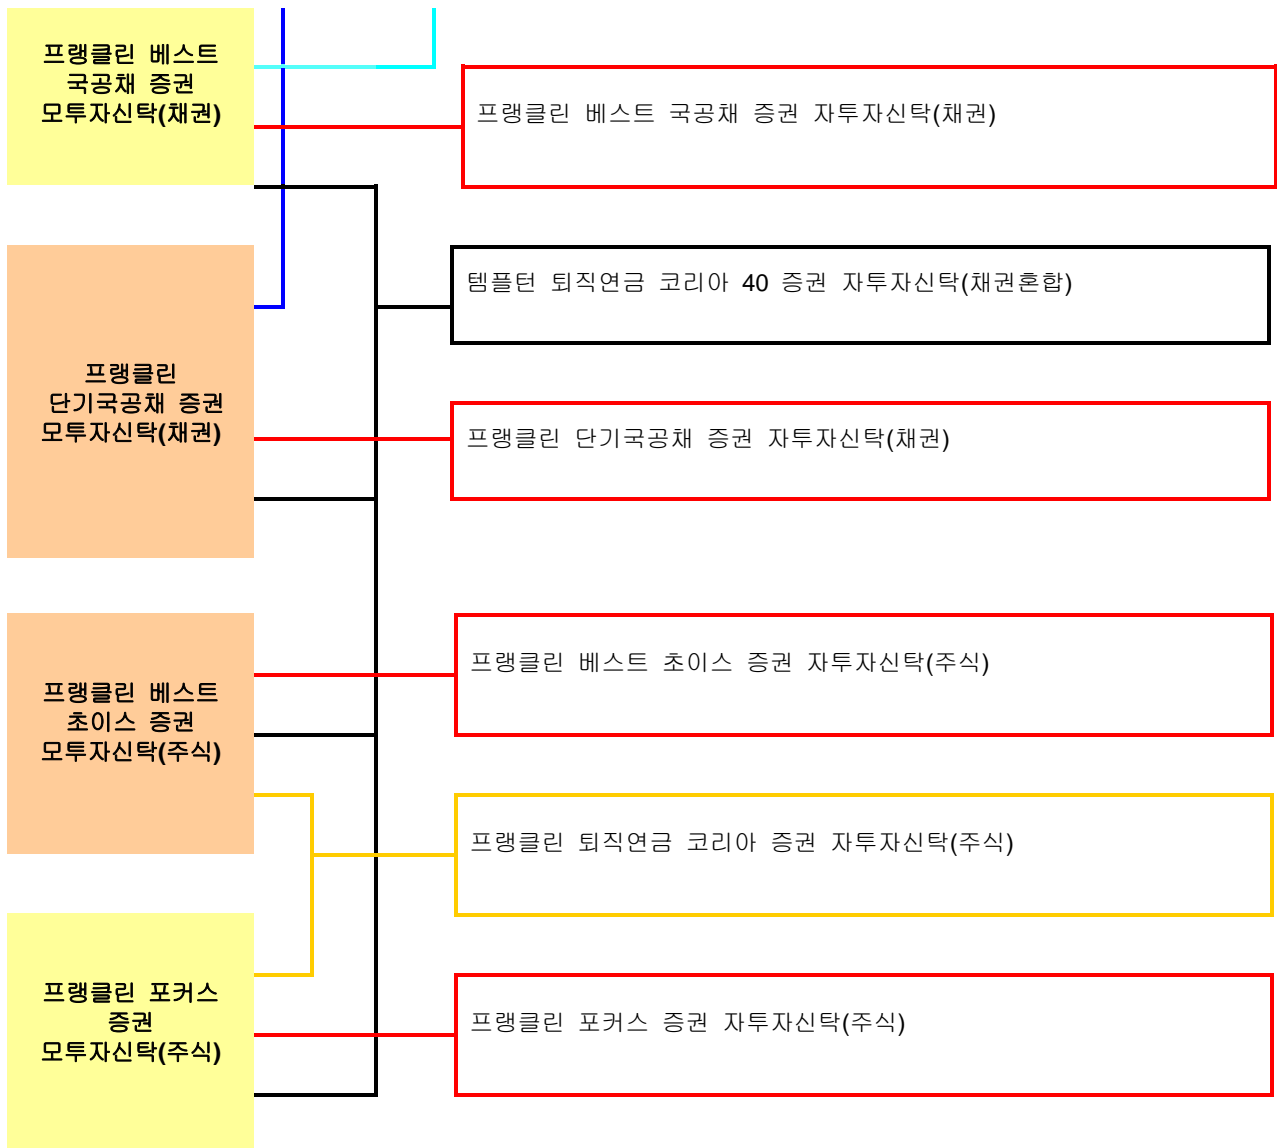 프랭클린 베스트
국공채 증권
모투자신탁(채권)
프랭클린 베스트 국공채 증권 자투자신탁(채권)
템플턴 퇴직연금 코리아 40 증권 자투자신탁(채권혼합)
프랭클린
단기국공채 증권
모투자신탁(채권)
프랭클린 단기국공채 증권 자투자신탁(채권)
프랭클린 베스트
초이스 증권
모투자신탁(주식)
프랭클린 베스트 초이스 증권 자투자신탁(주식)
프랭클린 퇴직연금 코리아 증권 자투자신탁(주식)
프랭클린 포커스
증권
모투자신탁(주식)
프랭클린 포커스 증권 자투자신탁(주식)